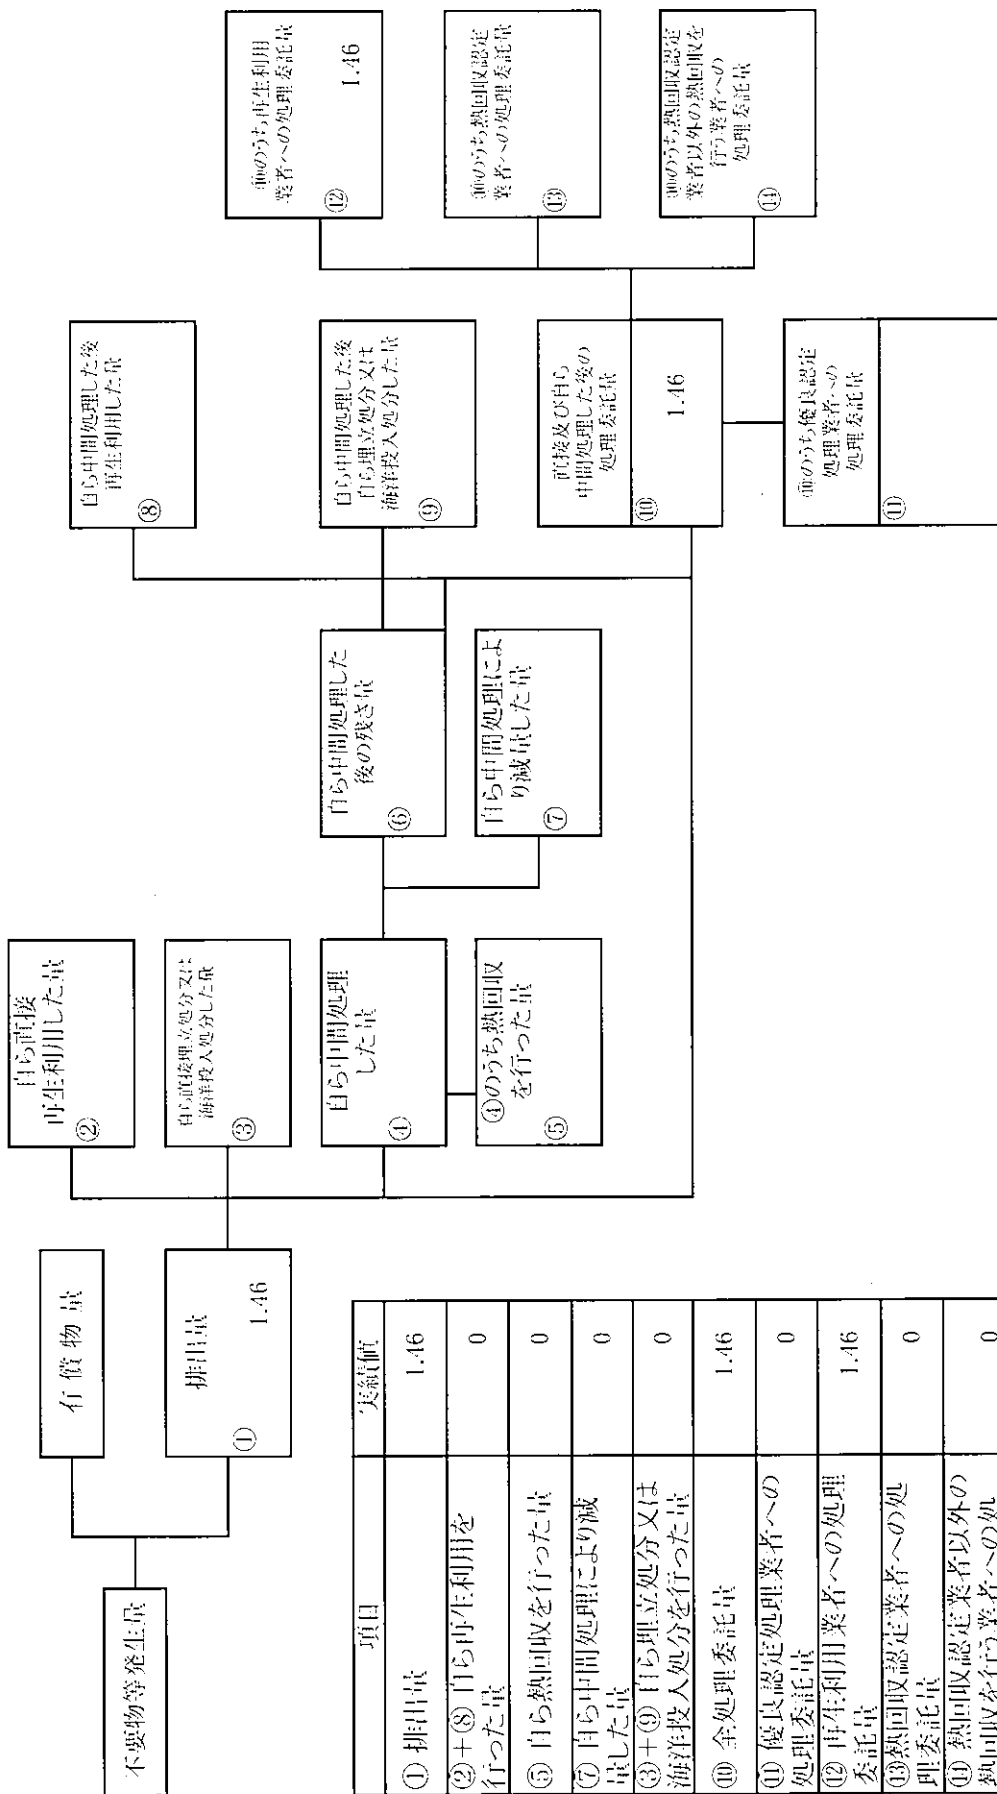 不要物等発生量
有償物量
排出量
①
1.46
自ら直接
再生利用した量
②
自ら直接埋立処分又は
海洋投入処分した量
③
自ら中間処理
した量
④
④のうち熱回収
を行った量
⑤
自ら中間処理した
後の残さ量
⑥
自ら中間処理によ
り減量した量
⑦
自ら中間処理した後
再生利用した量
⑧
自ら中間処理した後
自ら埋立処分又は
海洋投入処分した量
⑨
直接及び自ら
中間処理した後の
処理委託量
⑩
1.46
⑩のうち優良認定
処理業者への
処理委託量
⑪
⑩のうち再生利用
業者への処理委託量
⑫
1.46
⑩のうち熱回収認定
業者への処理委託量
⑬
⑩のうち熱回収認定
業者以外の熱回収を
行う業者への
処理委託量
⑭
項目 実績値
①排出量 1.46
②+⑧ 自ら再生利用を
行った量 0
⑤ 自ら熱回収を行った量 0
⑦ 自ら中間処理により減
量した量 0
③+⑨ 自ら埋立処分又は
海洋投入処分を行った量 0
⑩ 全処理委託量 1.46
⑪ 優良認定処理業者への
処理委託量 0
⑫ 再生利用業者への処理
委託量 1.46
⑬熱回収認定業者への処
理委託量 0
⑭ 熱回収認定業者以外の
熱回収を行う業者への処 0